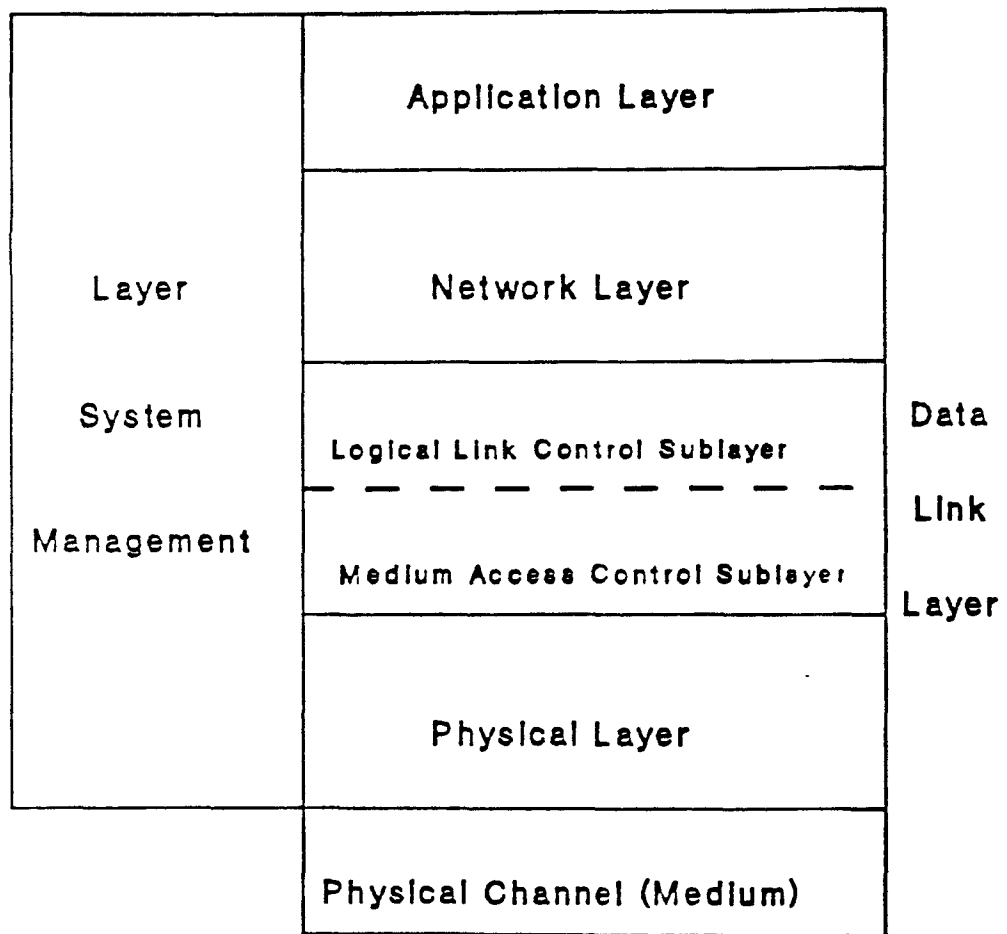 Application Layer
Network Layer
Layer
System
Management
Logical Link Control Sublayer
Medium Access Control Sublayer
Data
Link
Layer
Physical Layer
Physical Channel (Medium)